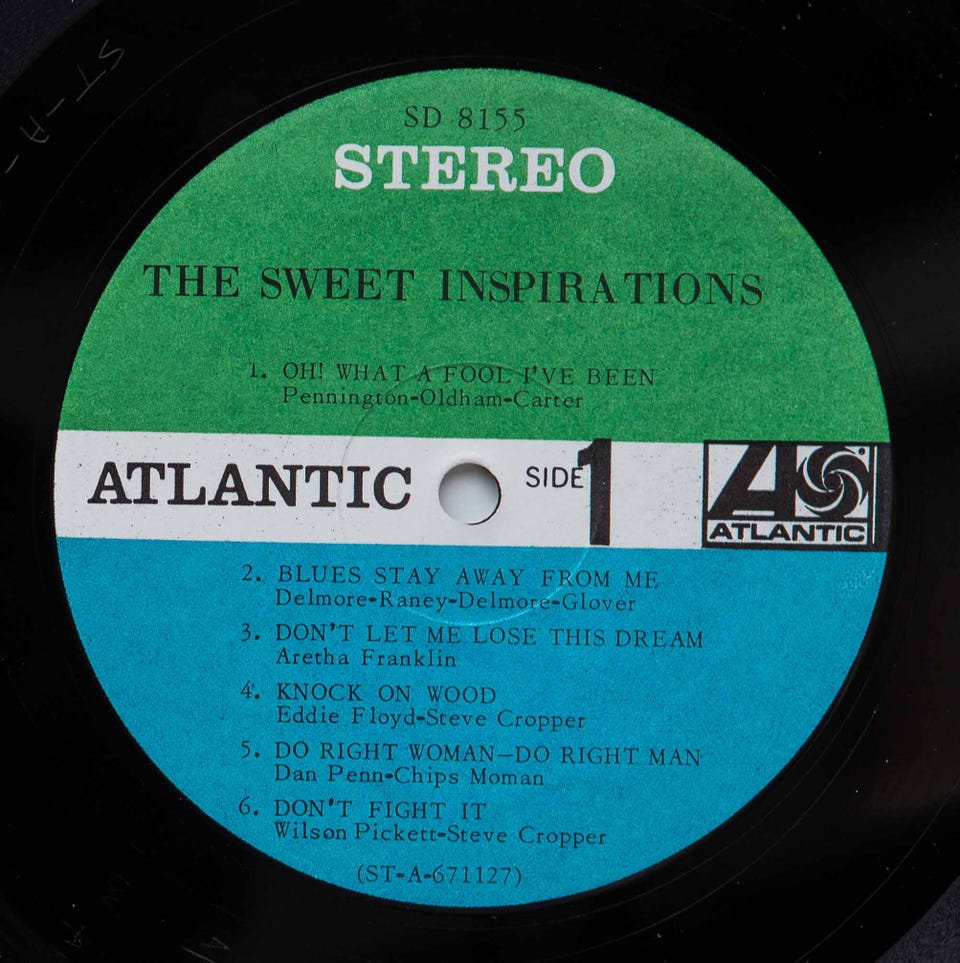 SD 8155
STEREO
THE SWEET INSPIRATIONS
1. OH! WHAT A FOOL I'VE BEEN
Pennington-Oldham-Carter
ATLANTIC
SIDE 1
ATLANTIC
2. BLUES STAY AWAY FROM ME
Delmore-Raney-Delmore-Glover
3. DON'T LET ME LOSE THIS DREAM
Aretha Franklin
4. KNOCK ON WOOD
Eddie Floyd-Steve Cropper
5. DO RIGHT WOMAN—DO RIGHT MAN
Dan Penn-Chips Moman
6. DON'T FIGHT IT
Wilson Pickett-Steve Cropper
(ST-A-671127)
ST-A-